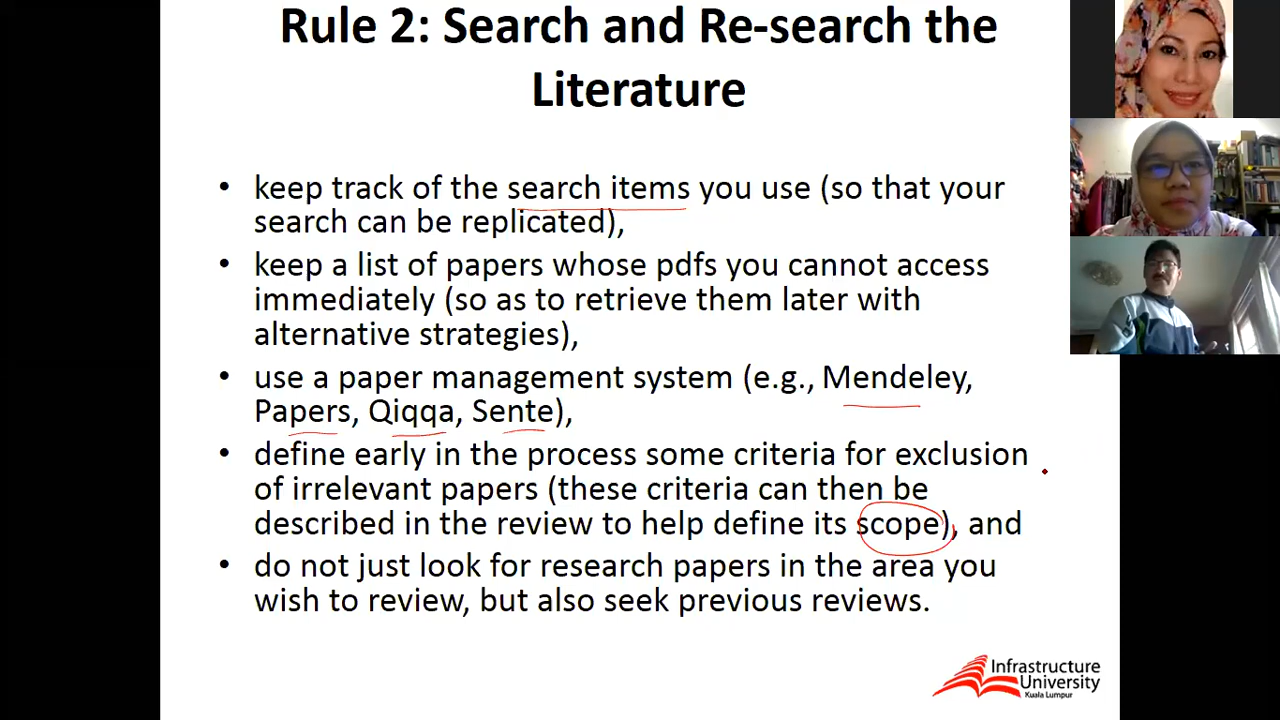 Rule 2: Search and Re-search the
Literature
• keep track of the search items you use (so that your
search can be replicated),
• keep a list of papers whose pdfs you cannot access
immediately (so as to retrieve them later with
alternative strategies),
• use a paper management system (e.g., Mendeley,
Papers, Qiqqa, Sente),
• define early in the process some criteria for exclusion
of irrelevant papers (these criteria can then be
described in the review to help define its scope), and
• do not just look for research papers in the area you
wish to review, but also seek previous reviews.
Infrastructure
University
Kuala Lumpur